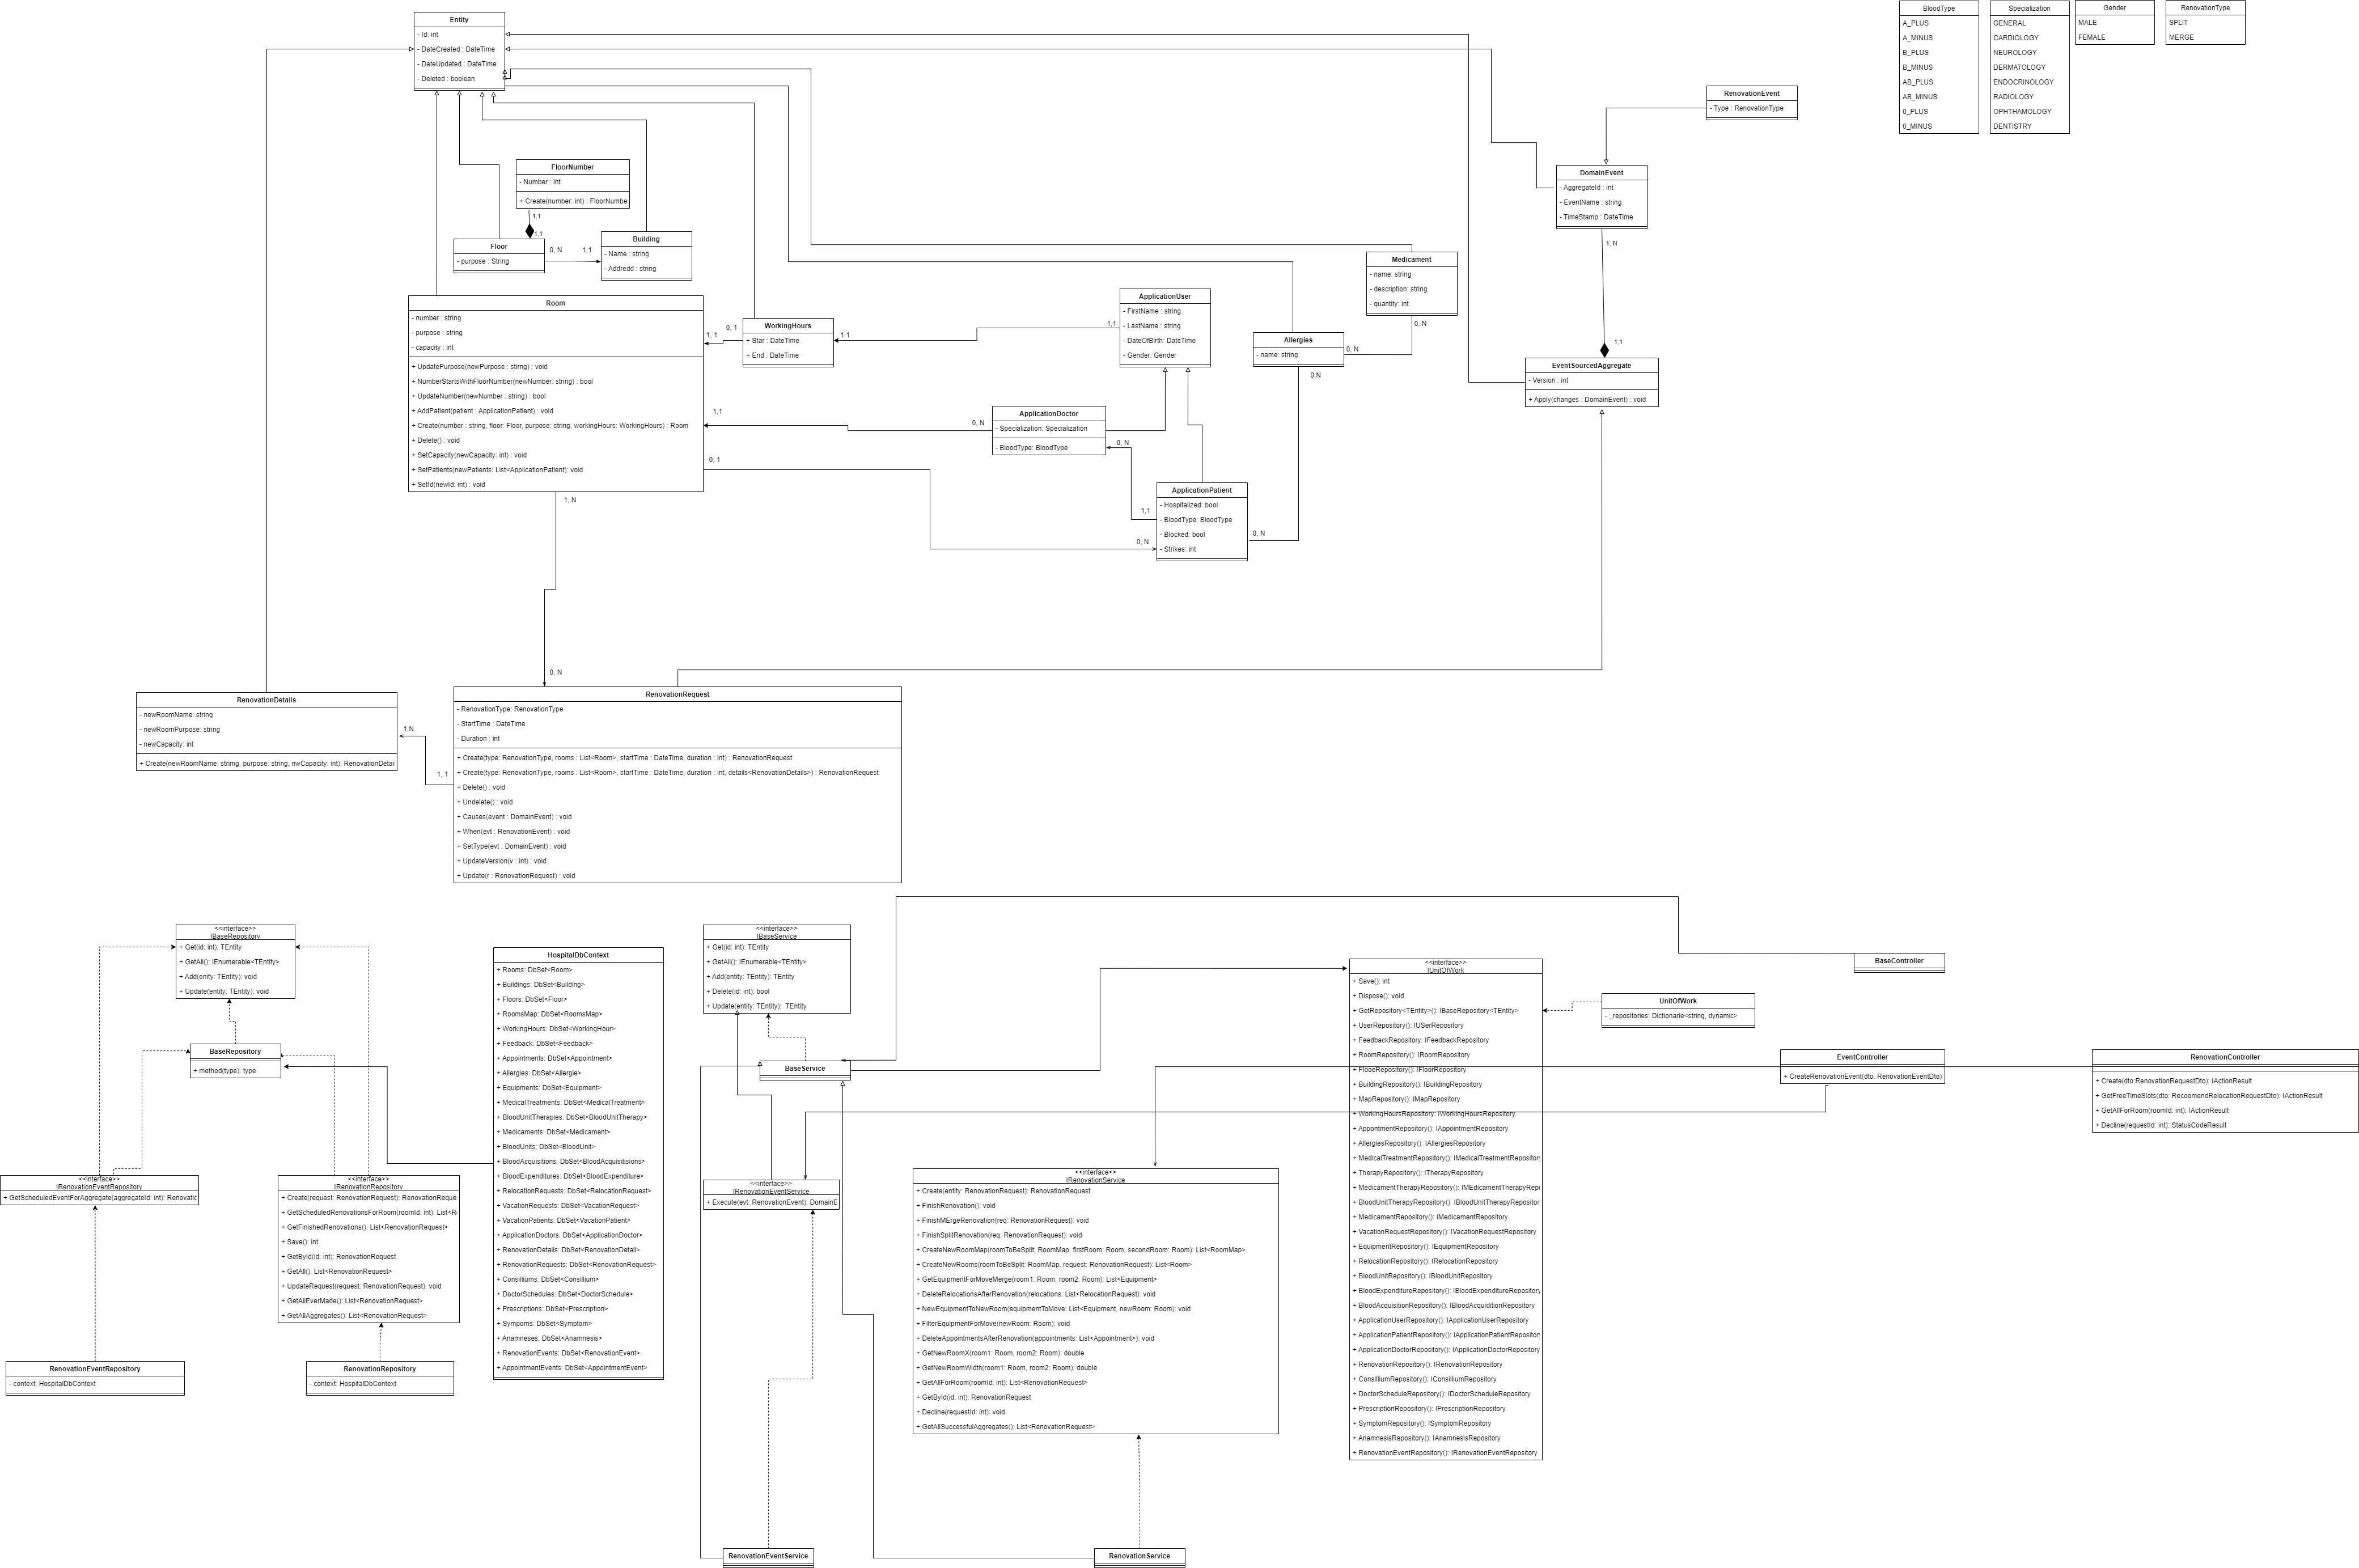 Entity
- Id: int
- DateCreated : DateTime
- DateUpdated : DateTime
- Deleted : boolean
BloodType
A_PLUS
A_MINUS
B_PLUS
B_MINUS
AB_PLUS
AB_MINUS
0_PLUS
0_MINUS
Specialization
GENERAL
CARDIOLOGY
NEUROLOGY
DERMATOLOGY
ENDOCRINOLOGY
RADIOLOGY
OPHTHAMOLOGY
DENTISTRY
Gender
MALE
FEMALE
RenovationType
SPLIT
MERGE
RenovationEvent
- Type : RenovationType
FloorNumber
- Number : int
+ Create(number: int) : FloorNumbe
1,1
1,1
DomainEvent
- AggregateId : int
- EventName : string
- TimeStamp : DateTime
1, N
Floor
- purpose : String
0, N
1,1
Building
- Name : string
- Addredd : string
Medicament
- name: string
- description: string
- quantity: int
0, N
Room
- number : string
- purpose : string
- capacity : int
+ UpdatePurpose(newPurpose : stirng) : void
+ NumberStartsWithFloorNumber(newNumber: string) : bool
+ UpdateNumber(newNumber : string) : bool
+ AddPatient(patient : ApplicationPatient) : void
+ Create(number : string, floor: Floor, purpose: string, workingHours: WorkingHours) : Room
+ Delete() : void
+ SetCapacity(newCapacity: int) : void
+ SetPatients(newPatients: List<ApplicationPatient): void
+ SetId(newId: int) : void
1, 1
0, 1
WorkingHours
+ Star : DateTime
+ End : DateTime
1,1
ApplicationUser
- FirstName : string
- LastName : string
- DateOfBirth: DateTime
- Gender: Gender
1,1
Allergies
- name: string
0, N
0,N
1,1
EventSourcedAggregate
- Version : int
+ Apply(changes : DomainEvent) : void
1,1
0, N
ApplicationDoctor
- Specialization: Specialization
- BloodType: BloodType
0, N
0, 1
1,1
0, N
ApplicationPatient
- Hospitalized: bool
- BloodType: BloodType
- Blocked: bool
- Strikes: int
0, N
1, N
0, N
RenovationDetails
- newRoomName: string
- newRoomPurpose: string
- newCapacity: int
+ Create(newRoomName: strimg, purpose: string, nwCapacity: int): RenovationDetai
1,N
1, 1
RenovationRequest
- RenovationType: RenovationType
- StartTime : DateTime
- Duration : int
+ Create(type: RenovationType, rooms : List<Room>, startTime : DateTime, duration : int) : RenovationRequest
+ Create(type: RenovationType, rooms : List<Room>, startTime : DateTime, duration : int, details<RenovationDetails>) : RenovationRequest
+ Delete() : void
+ Undelete() : void
+ Causes(event : DomainEvent) : void
+ When(evt : RenovationEvent) : void
+ SetType(evt : DomainEvent) : void
+ UpdateVersion(v : int) : void
+ Update(r : RenovationRequest) : void
<<interface>>
IBaseRepository
+ Get(id: int): TEntity
+ GetAll(): IEnumerable<TEntity>
+ Add(enity: TEntity): void
+ Update(entity: TEntity): void
BaseRepository
+ method(type): type
<<interface>>
IRenovationEventRepository
+ GetScheduledEventForAggregate(aggregateId: int): Renovatic
<<interface>>
IRenovationRepository
+ Create(request: RenovationRequest): RenovationReque
+ GetScheduledRenovationsForRoom(roomId: int): List<R
+ GetFinishedRenovations(): List<RenovationRequest>
+ Save(): int
+ GetById(id: int): RenovationRequest
+ GetAll(): List<RenovationRequest>
+ UpdateRequest(request: RenovationRequest): void
+ GetAllEverMade(): List<RenovationRequest>
+ GetAllAggregates(): List<RenovationRequest>
RenovationEventRepository
- context: HospitalDbContext
RenovationRepository
- context: HospitalDbContext
HospitalDbContext
+ Rooms: DbSet<Room>
+ Buildings: DbSet<Building>
+ Floors: DbSet<Floor>
+ RoomsMap: DbSet<RoomsMap>
+ WorkingHours: DbSet<WorkingHour>
+ Feedback: DbSet<Feedback>
+ Appointments: DbSet<Appointment>
+ Allergies: DbSet<Allergie>
+ Equipments: DbSet<Equipment>
+ MedicalTreatments: DbSet<MedicalTreatment>
+ BloodUnitTherapies: DbSet<BloodUnitTherapy>
+ Medicaments: DbSet<Medicament>
+ BloodUnits: DbSet<BloodUnit>
+ BloodAcquisitions: DbSet<BloodAcquisitisions>
+ BloodExpenditures: DbSet<BloodExpenditure>
+ RelocationRequests: DbSet<RelocationRequest>
+ VacationRequests: DbSet<VacationRequest>
+ VacationPatients: DbSet<VacationPatient>
+ ApplicationDoctors: DbSet<ApplicationDoctor>
+ RenovationDetails: DbSet<RenovationDetail>
+ RenovationRequests: DbSet<RenovationRequest>
+ Consilliums: DbSet<Consillium>
+ DoctorSchedules: DbSet<DoctorSchedule>
+ Prescriptions: DbSet<Prescription>
+ Sympoms: DbSet<Symptom>
+ Anamneses: DbSet<Anamnesis>
+ RenovationEvents: DbSet<RenovationEvent>
+ AppointmentEvents: DbSet<AppointmentEvent>
<<interface>>
IBaseService
+ Get(id: int): TEntity
+ GetAll(): IEnumerable<TEntity>
+ Add(entity: TEntity): TEntity
+ Delete(id: int): bool
+ Update(entity: TEntity): TEntity
BaseService
<<interface>>
IRenovationEventService
+ Execute(evt: RenovationEvent): DomainE
<<interface>>
IRenovationService
+ Create(entity: RenovationRequest): RenovationRequest
+ FinishRenovation(): void
+ FinishMErgeRenovation(req: RenovationRequest): void
+ FinishSplitRenovation(req: RenovationRequest): void
+ CreateNewRoomMap(roomToBeSplit: RoomMap, firstRoom: Room, secondRoom: Room): List<RoomMap>
+ CreateNewRooms(roomToBeSplit: RoomMap, request: RenovationRequest): List<Room>
+ GetEquipmentForMoveMerge(room1: Room, room2: Room): List<Equipment>
+ DeleteRelocationsAfterRenovation(relocations: List<RelocationRequest): void
+ NewEquipmentToNewRoom(equipmentToMove: List<Equipment, newRoom: Room): void
+ FilterEquipmentForMove(newRoom: Room): void
+ DeleteAppointmentsAfterRenovation(appointments: List<Appointment>): void
+ GetNewRoomX(room1: Room, room2: Room): double
+ GetNewRoomWidth(room1: Room, room2: Room): double
+ GetAllForRoom(roomId: int): List<RenovationRequest>
+ GetById(id: int): RenovationRequest
+ Decline(requestId: int): void
+ GetAllSuccessfulAggregates(): List<RenovationRequest>
RenovationEventService
RenovationService
<<interface>>
IUnitOfWork
+ Save(): int
+ Dispose(): void
+ GetRepository<TEntity>(): IBaseRepository<TEntity>
+ UserRepository(): IUSerRepository
+ FeedbackRepository(): IFeedbackRepository
+ RoomRepository(): IRoomRepository
+ FlooeRepository(): IFloorRepository
+ BuildingRepository(): IBuildingRepository
+ MapRepository(): IMapRepository
+ WorkingHoursRepository(): IWorkingHoursRepository
+ AppontmentRepository(): IAppointmentRepository
+ AllergiesRepository(): IAllergiesRepository
+ MedicalTreatmentRepository(): IMedicalTreatmentRepository
+ TherapyRepository(): ITherapyRepository
+ MedicamentTherapyRepository(): IMEdicamentTherapyRepo
+ BloodUnitTherapyRepository(): IBloodUnitTherapyRepositor
+ MedicamentRepository(): IMedicamentRepository
+ VacationRequestRepository(): IVacationRequestRepository
+ EquipmentRepository(): IEquipmentRepository
+ RelocationRepository(): IRelocationRepository
+ BloodUnitRepository(): IBloodUnitRepository
+ BloodExpenditureRepository(): IBloodExpenditureRepository
+ BloodAcquisitionRepository(): IBloodAcquiditionRepository
+ ApplicationUserRepository(): IApplicationUserRepository
+ ApplicationPatientRepository(): IApplicationPatientRepositor
+ ApplicationDoctorRepository(): IApplicationDoctorRepository
+ RenovationRepository(): IRenovationRepository
+ ConsilliumRepository(): IConsilliumRepository
+ DoctorScheduleRepository(): IDoctorScheduleRepository
+ PrescriptionRepository(): IPrescriptionRepository
+ SymptomRepository(): ISymptomRepository
+ AnamnesisRepository(): IAnamnesisRepository
+ RenovationEventRepository(): IRenovationEventRepository
BaseController
UnitOfWork
- _repositories: Dictionarie<string, dynamic>
EventController
+ CreateRenovationEvent(dto: RenovationEventDto)
RenovationController
+ Create(dto:RenovationRequestDto): IActionResult
+ GetFreeTimeSlots(dto: RecoomendRelocationRequestDto): IActionResult
+ GetAllForRoom(roomId: int): IActionResult
+ Decline(requestId: int): StatusCodeResult